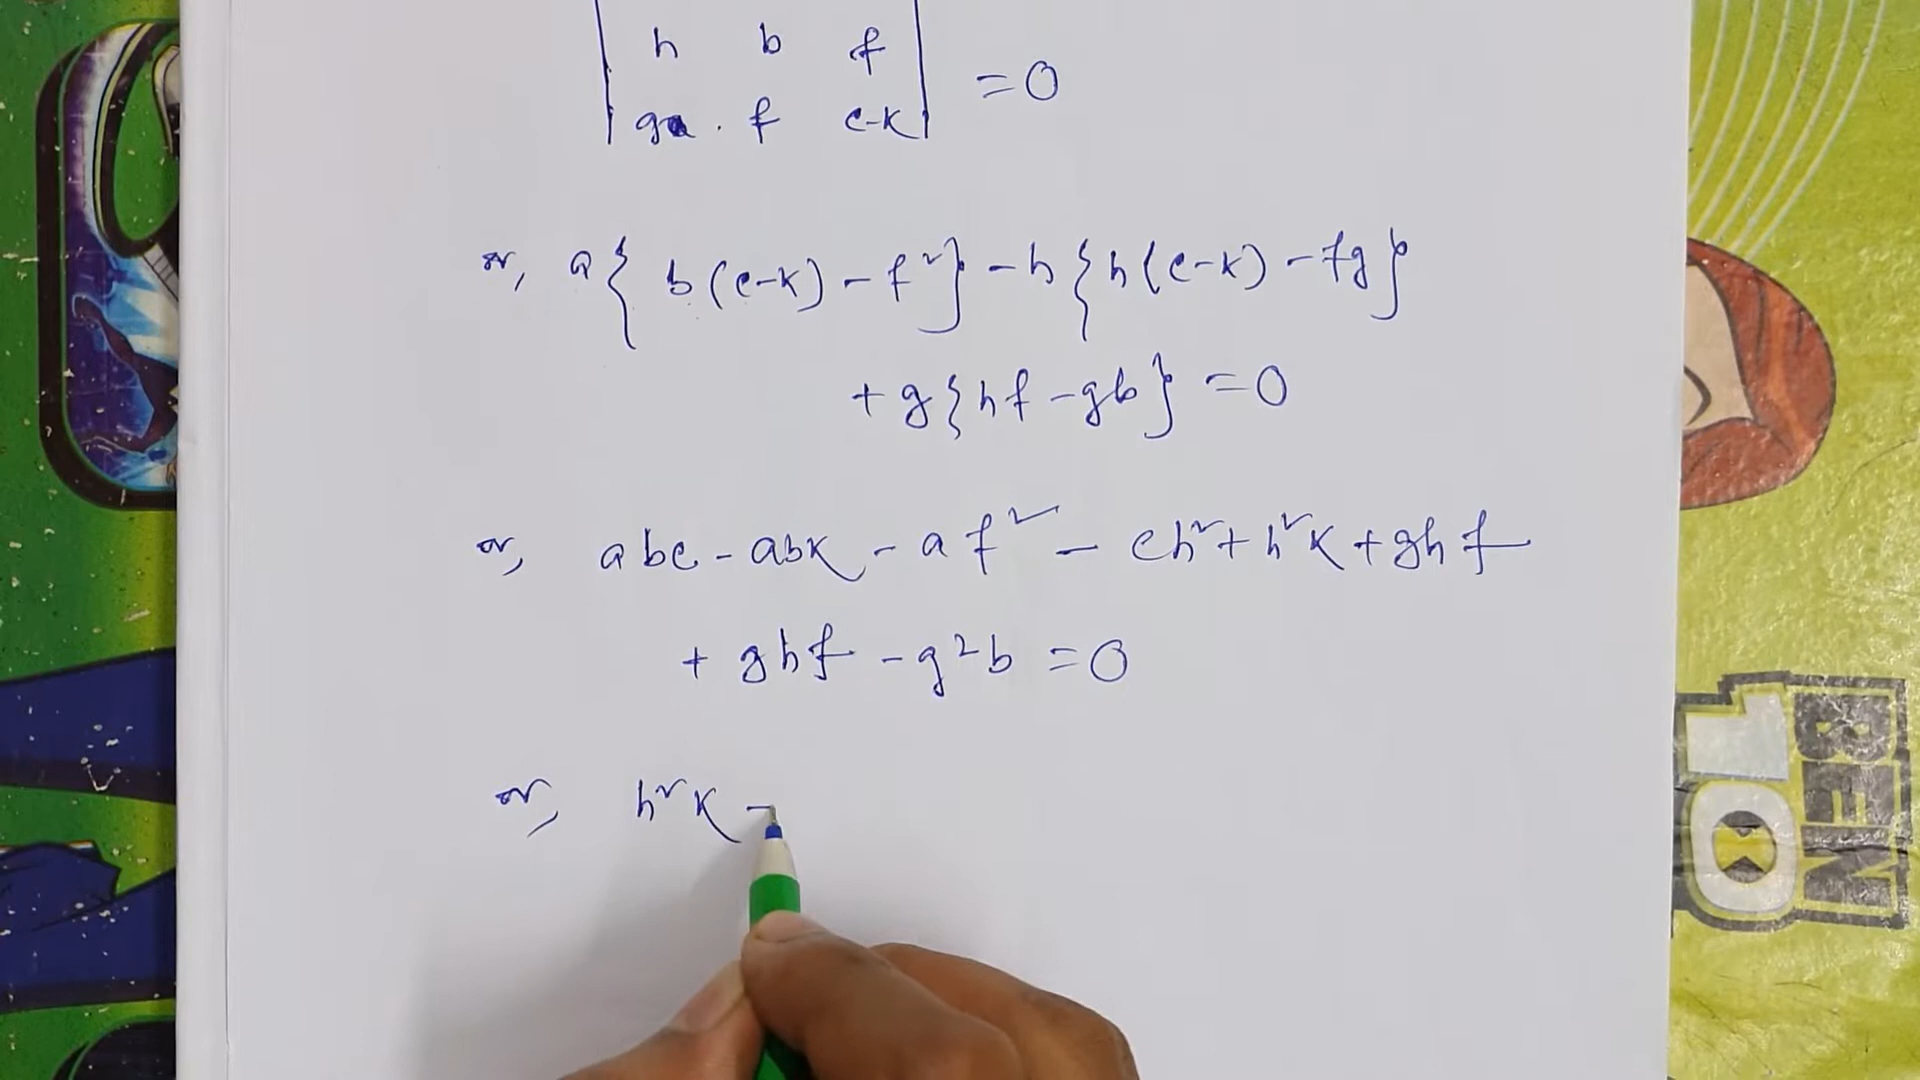 h b f
g . f c-k = 0
or, a{b(c-k) - f²} - h{h(c-k) - fg}
+ g{hf - gb} = 0
or, abc - abk - af² - ch² + h²k + ghf
+ ghf - g²b = 0
or, h²k -
BEN
10